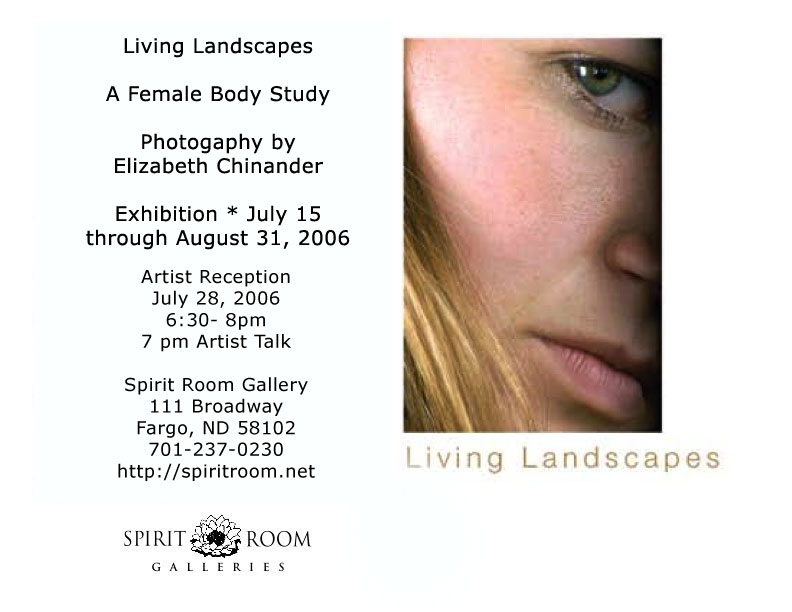 Living Landscapes
A Female Body Study
Photogaphy by
Elizabeth Chinander
Exhibition * July 15
through August 31, 2006
Artist Reception
July 28, 2006
6:30- 8pm
7 pm Artist Talk
Spirit Room Gallery
111 Broadway
Fargo, ND 58102
701-237-0230
http://spiritroom.net
SPIRIT ROOM
GALLERIES
Living Landscapes